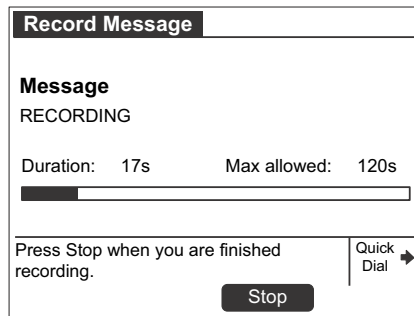 Record Message
Message
RECORDING
Duration: 17s Max allowed: 120s
Press Stop when you are finished
recording.
Quick
Dial
Stop